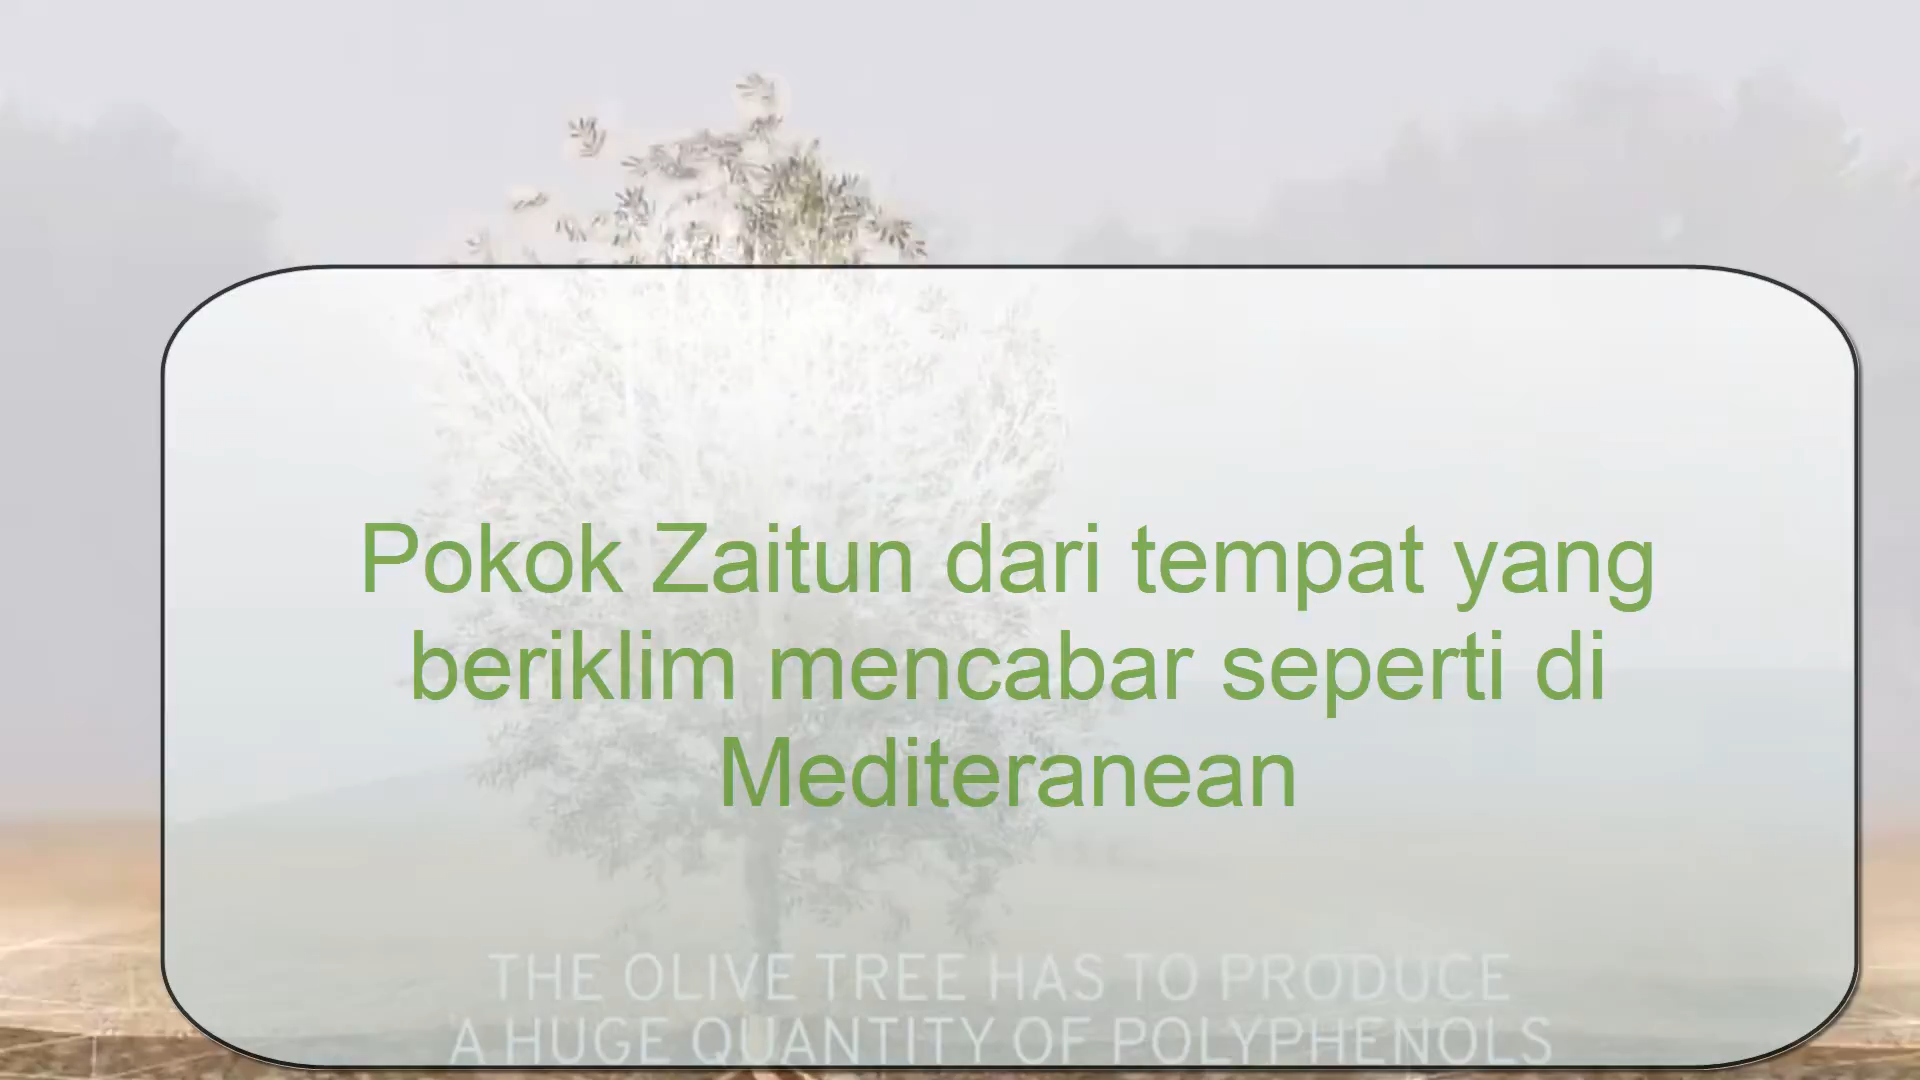 Pokok Zaitun dari tempat yang
beriklim mencabar seperti di
Mediteranean
THE OLIVE TREE HAS TO PRODUCE
A HUGE QUANTITY OF POLYPHENOLS